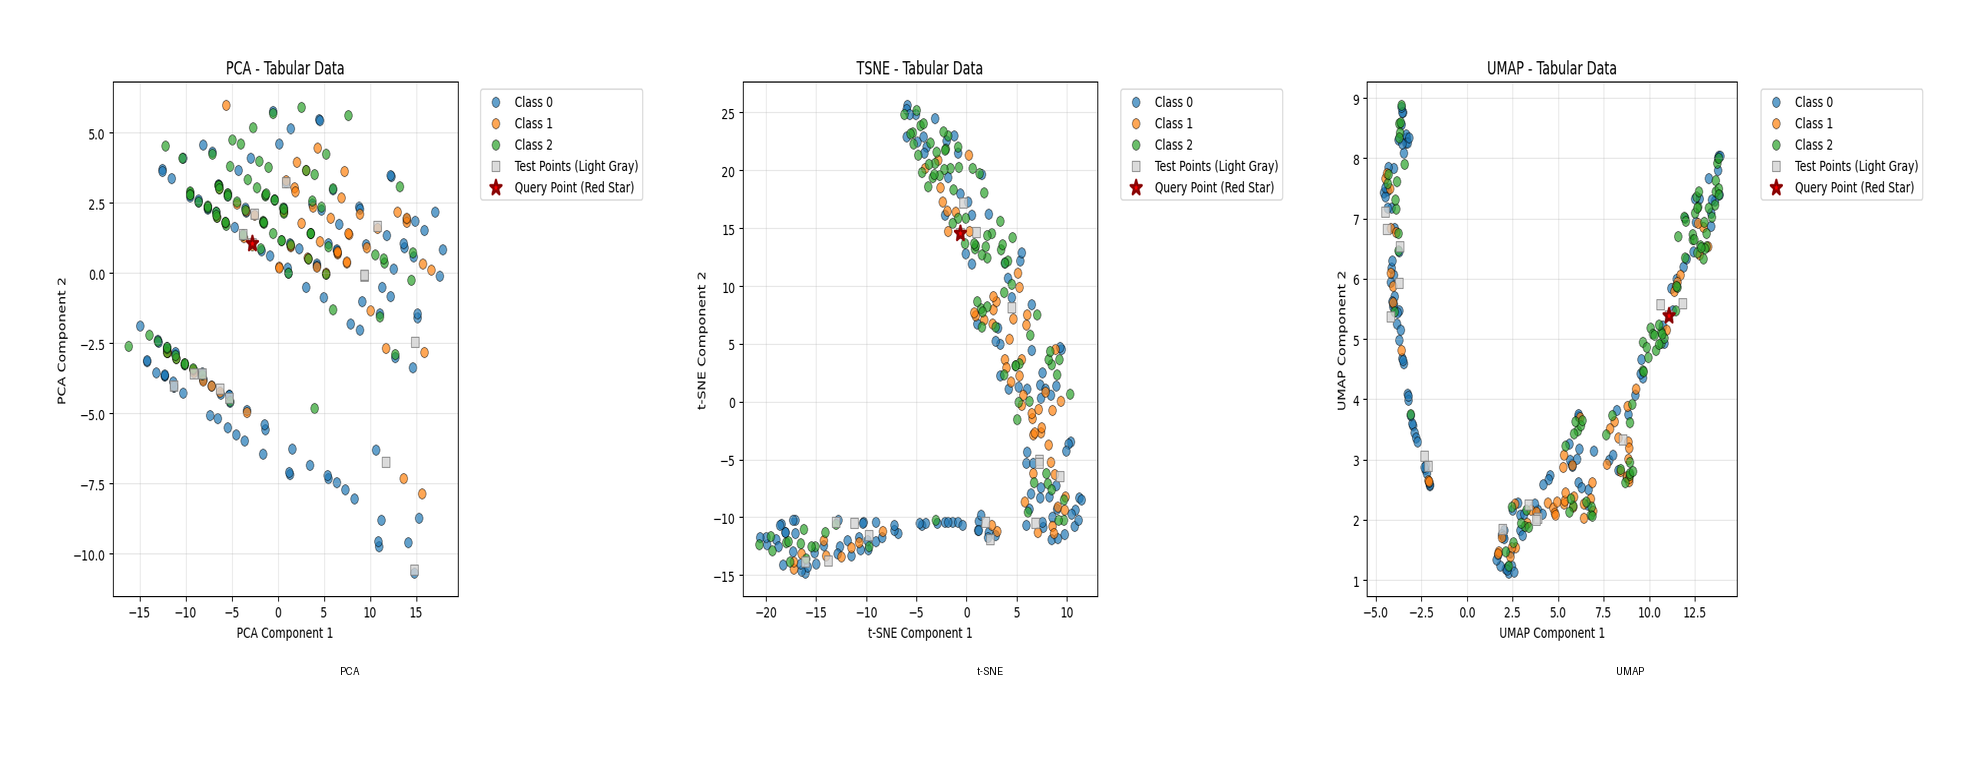 PCA - Tabular Data
5.0
2.5
0.0
−2.5
−5.0
−7.5
−10.0
PCA Component 2
−15 −10 −5 0 5 10 15
PCA Component 1
Class 0
Class 1
Class 2
Test Points (Light Gray)
Query Point (Red Star)
PCA
TSNE - Tabular Data
25
20
15
10
5
0
−5
−10
−15
t-SNE Component 2
−20 −15 −10 −5 0 5 10
t-SNE Component 1
Class 0
Class 1
Class 2
Test Points (Light Gray)
Query Point (Red Star)
t-SNE
UMAP - Tabular Data
9
8
7
6
5
4
3
2
1
UMAP Component 2
−5.0 −2.5 0.0 2.5 5.0 7.5 10.0 12.5
UMAP Component 1
Class 0
Class 1
Class 2
Test Points (Light Gray)
Query Point (Red Star)
UMAP